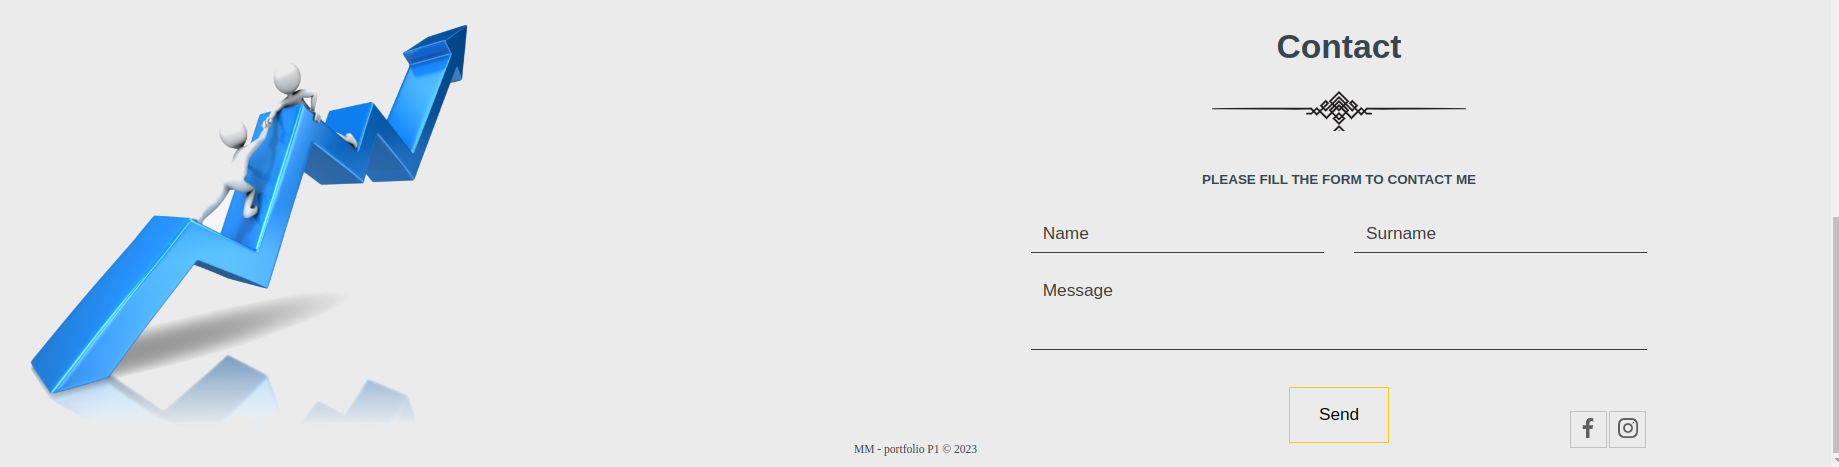 Contact
PLEASE FILL THE FORM TO CONTACT ME
Name
Surname
Message
Send
MM - portfolio P1 © 2023